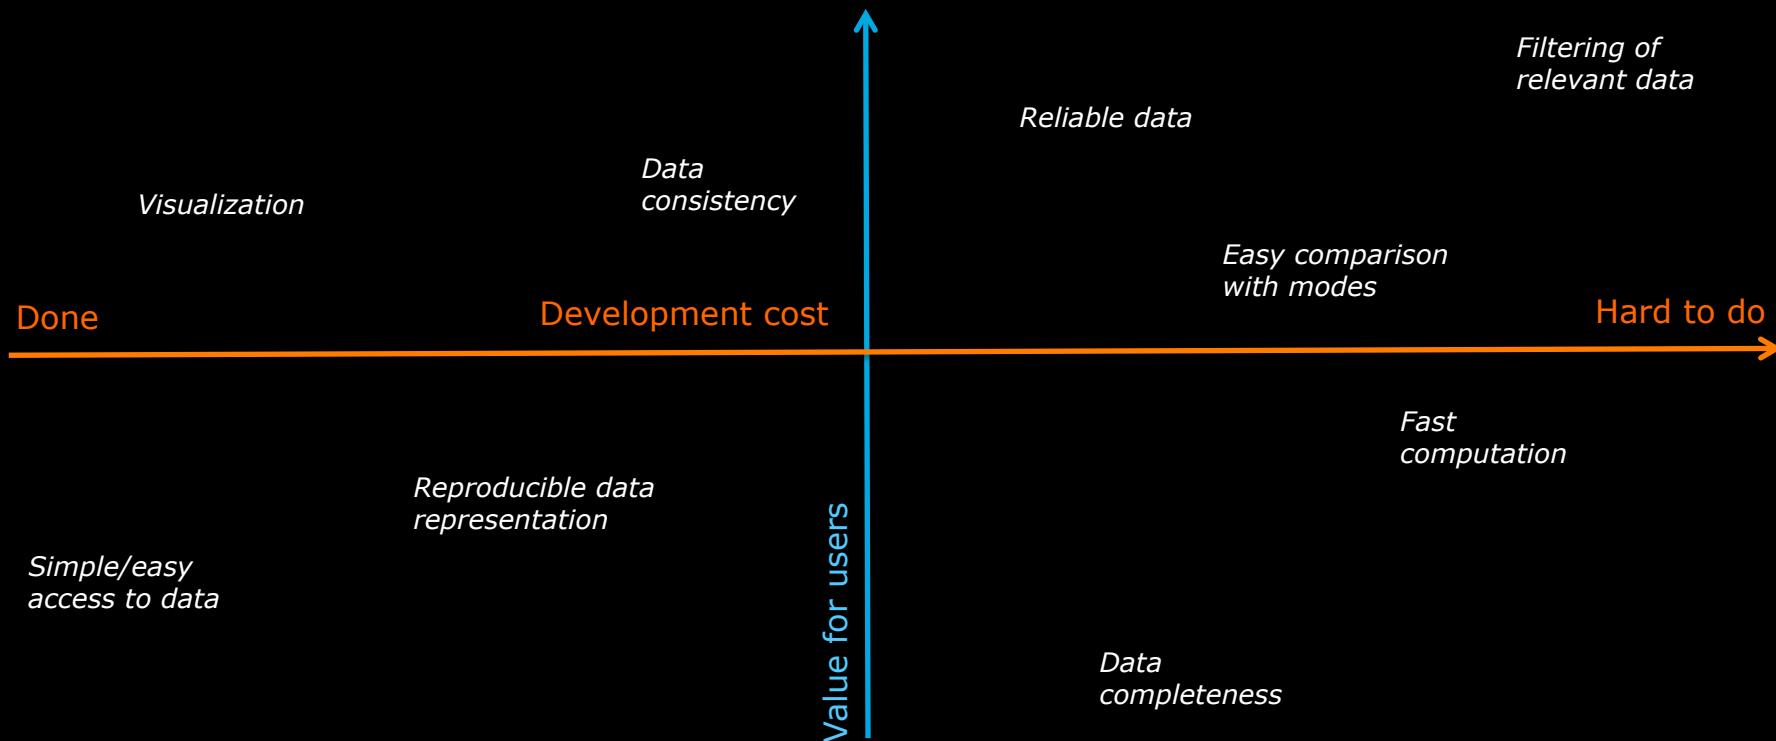 Filtering of
relevant data
Reliable data
Data
consistency
Visualization
Easy comparison
with modes
Done
Development cost
Hard to do
Fast
computation
Reproducible data
representation
Value for users
Simple/easy
access to data
Data
completeness